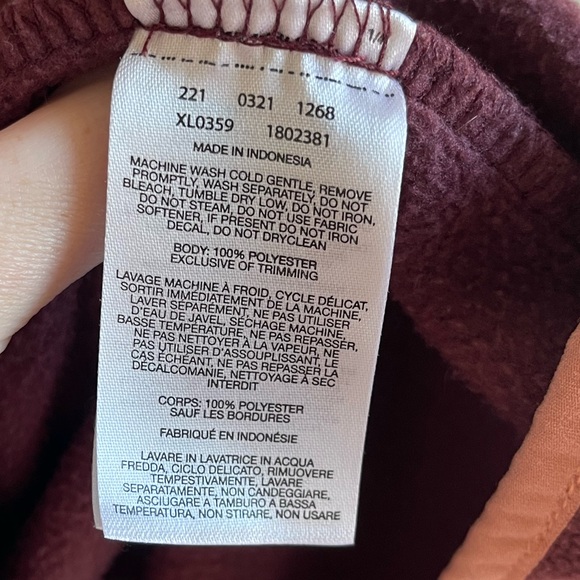 221 0321 1268
XL0359 1802381
MADE IN INDONESIA
MACHINE WASH COLD GENTLE, REMOVE
PROMPTLY, WASH SEPARATELY, DO NOT
BLEACH, TUMBLE DRY LOW, DO NOT IRON,
DO NOT STEAM, DO NOT USE FABRIC
SOFTENER, IF PRESENT DO NOT IRON
DECAL, DO NOT DRYCLEAN
BODY: 100% POLYESTER
EXCLUSIVE OF TRIMMING
LAVAGE MACHINE À FROID, CYCLE DÉLICAT,
SORTIR IMMÉDIATEMENT DE LA MACHINE,
LAVER SÉPARÉMENT, NE PAS UTILISER
D'EAU DE JAVEL, SÉCHAGE MACHINE,
BASSE TEMPÉRATURE, NE PAS REPASSER,
NE PAS NETTOYER À LA VAPEUR, NE
PAS UTILISER D'ASSOUPLISSANT, LE
CAS ÉCHÉANT, NE PAS REPASSER LA
DÉCALCOMANIE, NETTOYAGE À SEC
INTERDIT
CORPS: 100% POLYESTER
SAUF LES BORDURES
FABRIQUÉ EN INDONÉSIE
LAVARE IN LAVATRICE IN ACQUA
FREDDA, CICLO DELICATO, RIMUOVERE
TEMPESTIVAMENTE, LAVARE
SEPARATAMENTE, NON CANDEGGIARE,
ASCIUGARE A TAMBURO A BASSA
TEMPERATURA, NON STIRARE, NON USARE